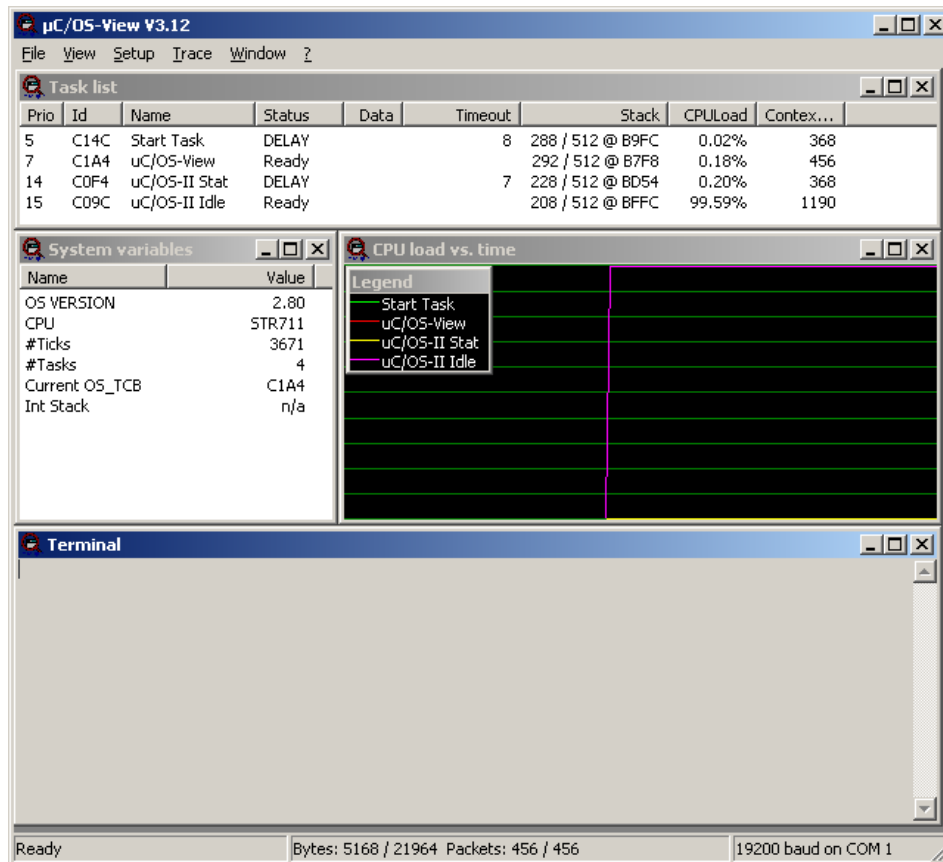 µC/OS-View V3.12
File View Setup Trace Window ?
Task list
Prio Id Name Status Data Timeout Stack CPULoad Contex...
5 C14C Start Task DELAY 8 288 / 512 @ B9FC 0.02% 368
7 C1A4 uC/OS-View Ready 292 / 512 @ B7F8 0.18% 456
14 C0F4 uC/OS-II Stat DELAY 7 228 / 512 @ BD54 0.20% 368
15 C09C uC/OS-II Idle Ready 208 / 512 @ BFFC 99.59% 1190
System variables
Name Value
OS VERSION 2.80
CPU STR711
#Ticks 3671
#Tasks 4
Current OS_TCB C1A4
Int Stack n/a
CPU load vs. time
Legend
Start Task
uC/OS-View
uC/OS-II Stat
uC/OS-II Idle
Terminal
Ready Bytes: 5168 / 21964 Packets: 456 / 456 19200 baud on COM 1